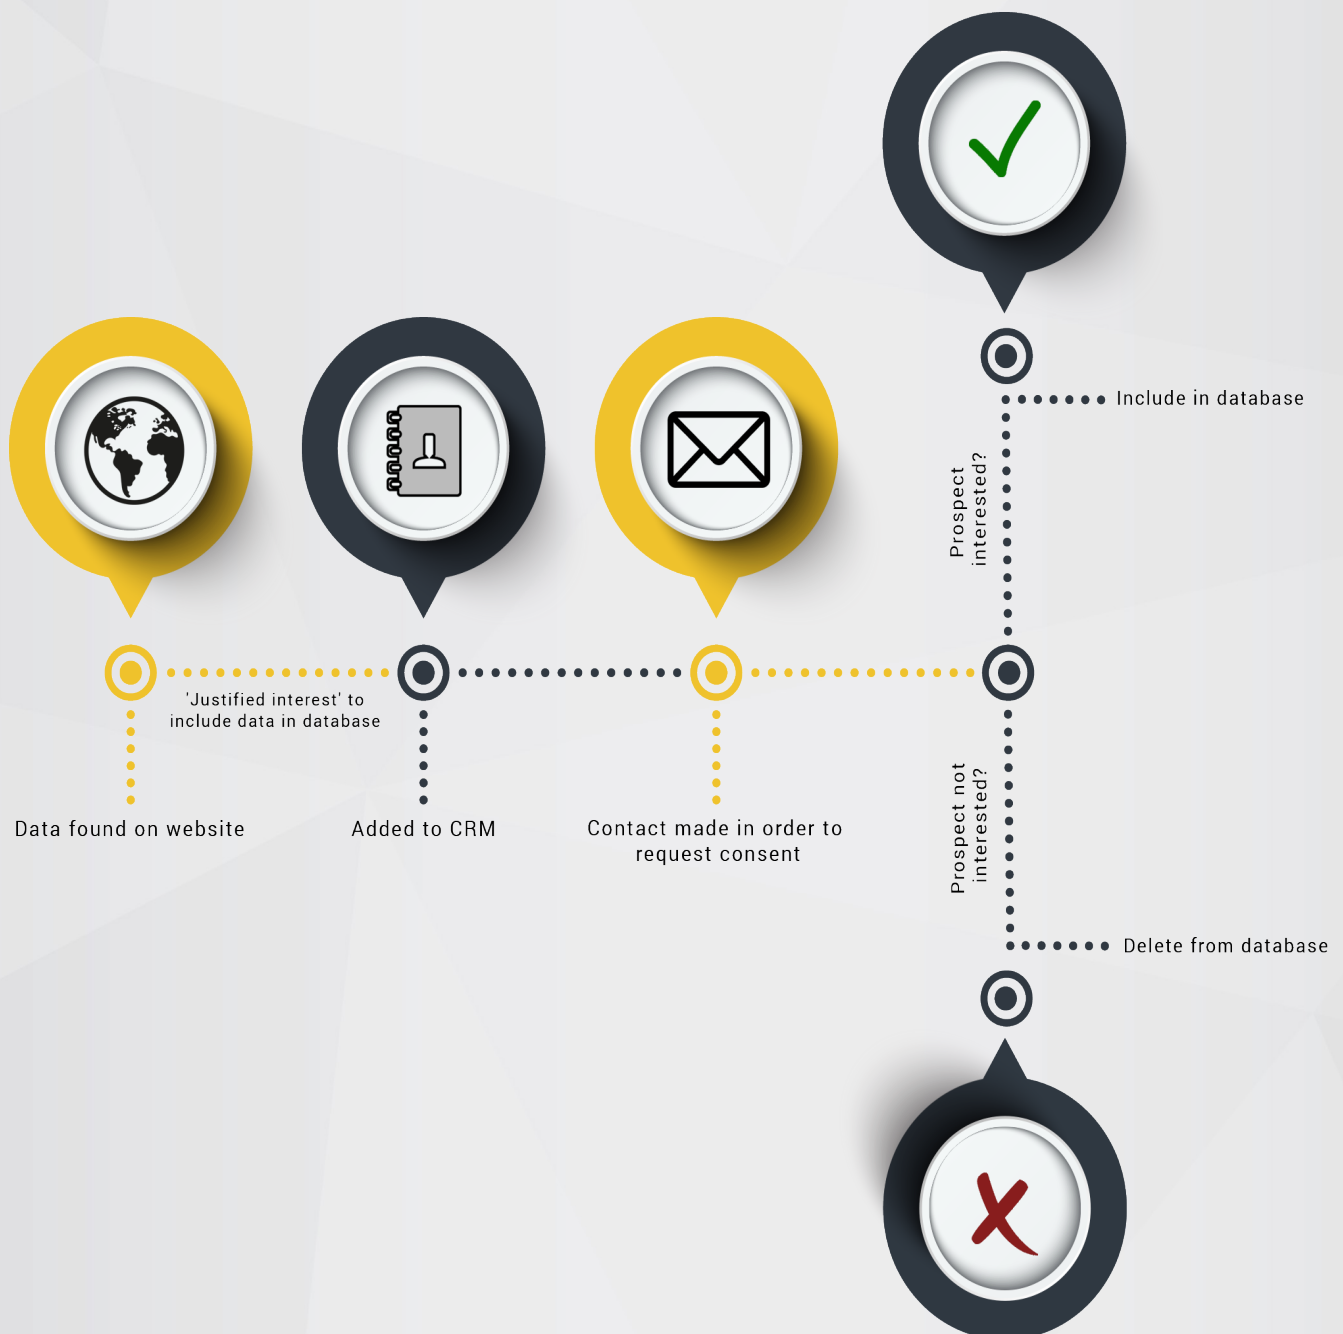 Include in database
Prospect
interested?
'Justified interest' to
include data in database
Data found on website
Added to CRM
Contact made in order to
request consent
Prospect not
interested?
Delete from database